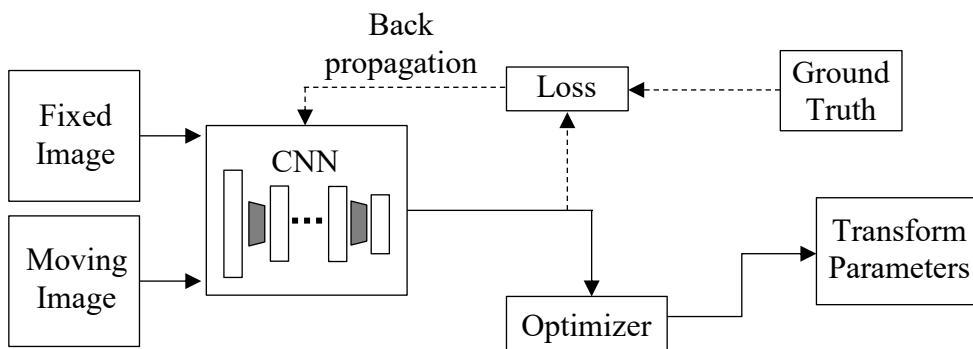 Back
propagation
Loss
Ground
Truth
Fixed
Image
CNN
Moving
Image
Transform
Parameters
Optimizer